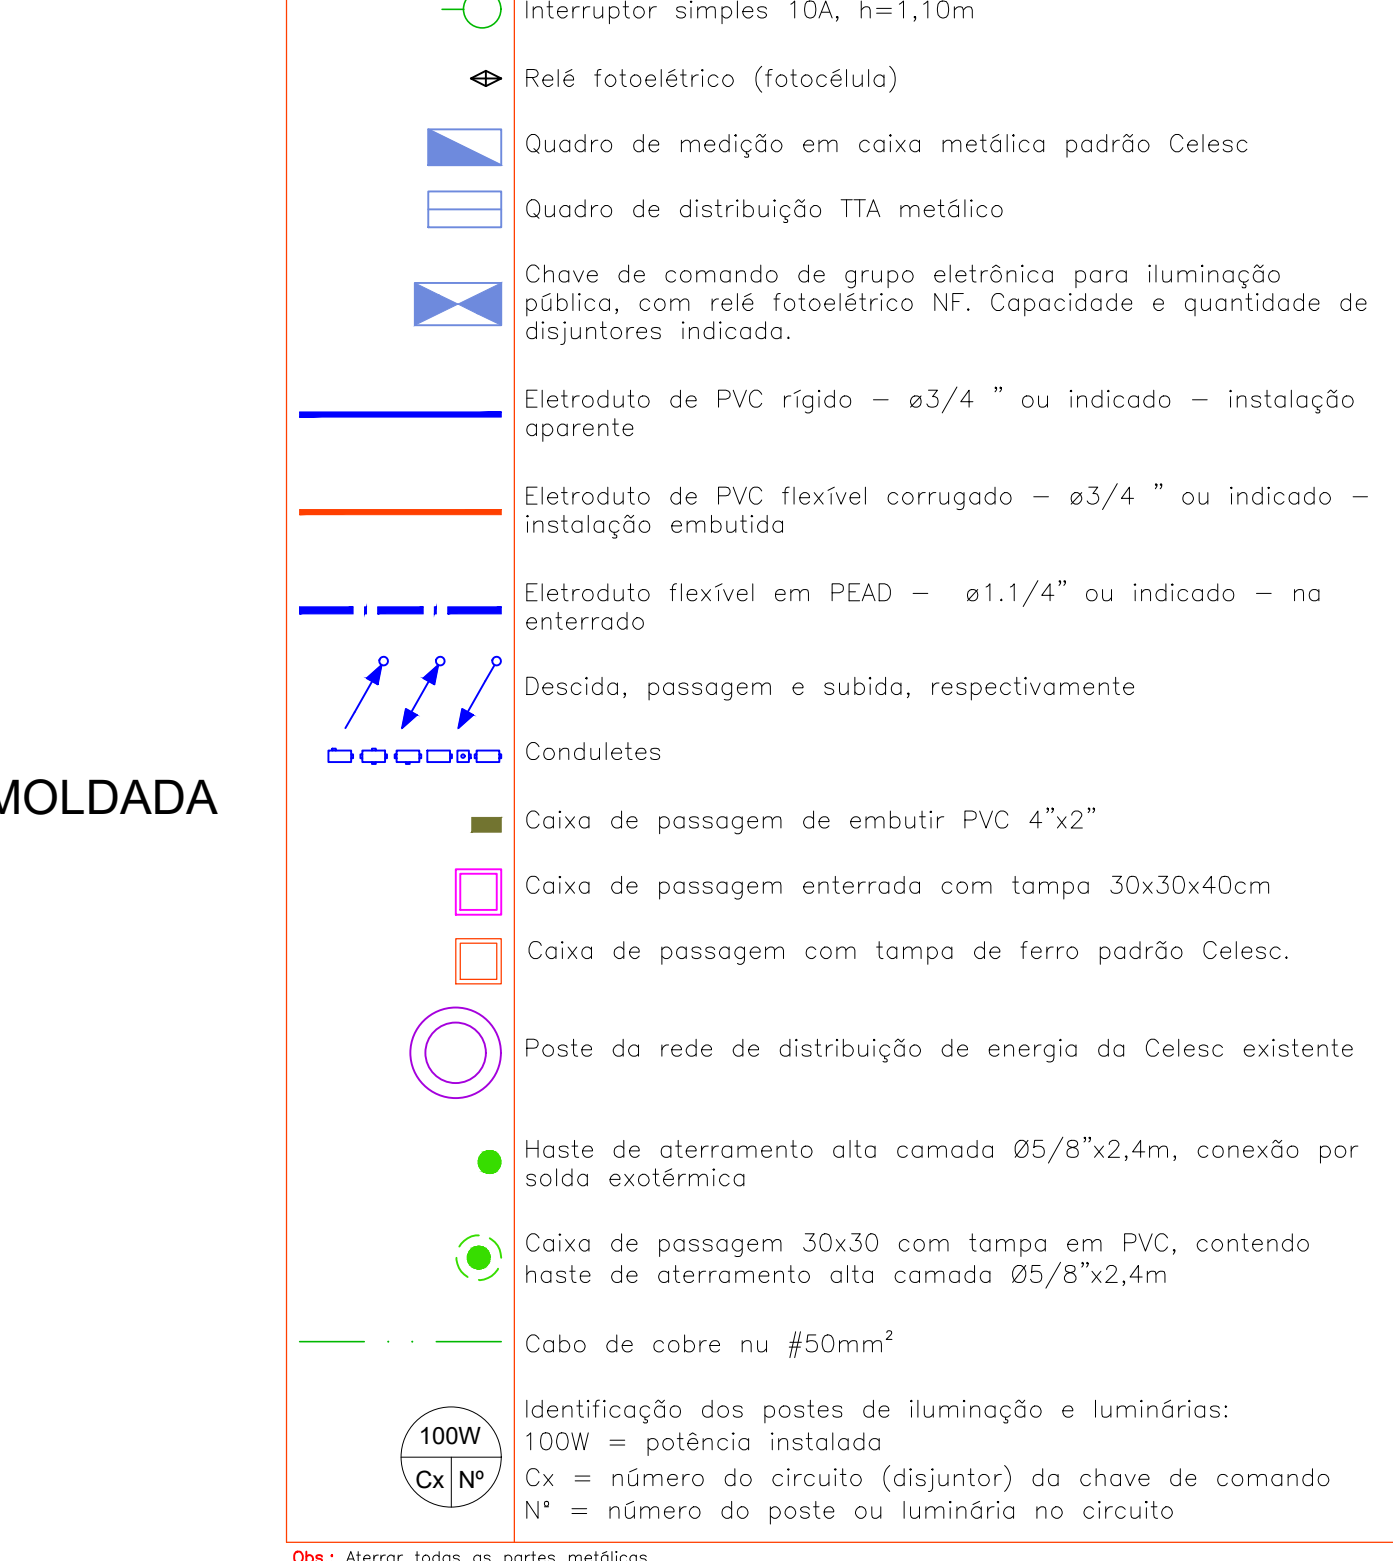 Interruptor simples 10A, h=1,10m
Relé fotoelétrico (fotocélula)
Quadro de medição em caixa metálica padrão Celesc
Quadro de distribuição TTA metálico
Chave de comando de grupo eletrônica para iluminação
pública, com relé fotoelétrico NF. Capacidade e quantidade de
disjuntores indicada.
Eletroduto de PVC rígido – ø3/4 ” ou indicado – instalação
aparente
Eletroduto de PVC flexível corrugado – ø3/4 ” ou indicado –
instalação embutida
Eletroduto flexível em PEAD – ø1.1/4” ou indicado – na
enterrado
Descida, passagem e subida, respectivamente
Conduletes
MOLDADA
Caixa de passagem de embutir PVC 4”x2”
Caixa de passagem enterrada com tampa 30x30x40cm
Caixa de passagem com tampa de ferro padrão Celesc.
Poste da rede de distribuição de energia da Celesc existente
Haste de aterramento alta camada Ø5/8”x2,4m, conexão por
solda exotérmica
Caixa de passagem 30x30 com tampa em PVC, contendo
haste de aterramento alta camada Ø5/8”x2,4m
Cabo de cobre nu #50mm²
100W
Cx Nº
Identificação dos postes de iluminação e luminárias:
100W = potência instalada
Cx = número do circuito (disjuntor) da chave de comando
Nº = número do poste ou luminária no circuito
Obs.: Aterrar todas as partes metálicas